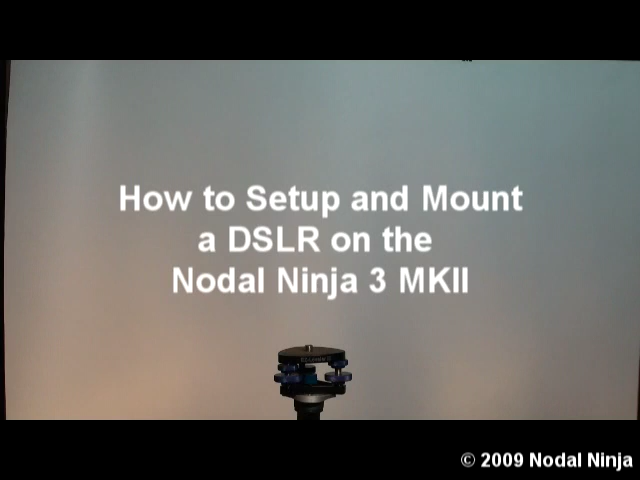 How to Setup and Mount
a DSLR on the
Nodal Ninja 3 MKII
© 2009 Nodal Ninja